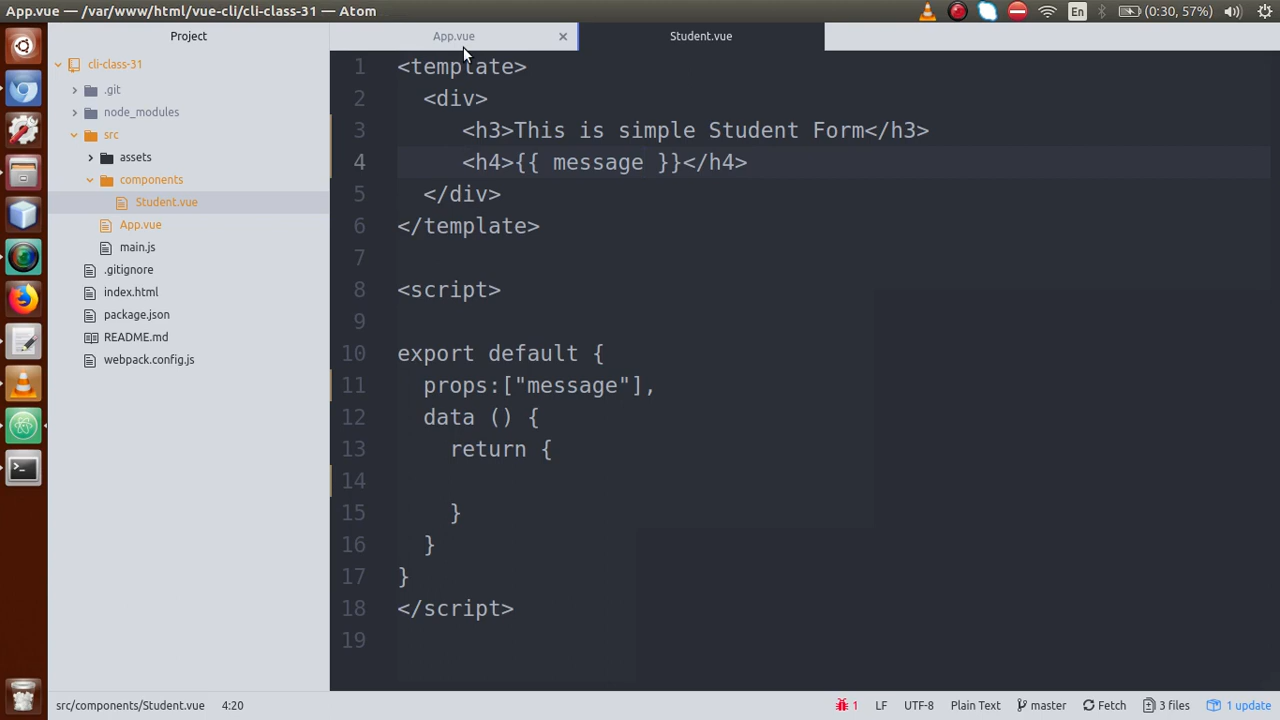 App.vue — /var/www/html/vue-cli/cli-class-31 — Atom
En
(0:30, 57%)
Project
App.vue
Student.vue
cli-class-31
.git
node_modules
src
assets
components
Student.vue
App.vue
main.js
.gitignore
index.html
package.json
README.md
webpack.config.js
1 <template>
2 <div>
3 <h3>This is simple Student Form</h3>
4 <h4>{{ message }}</h4>
5 </div>
6 </template>
7
8 <script>
9
10 export default {
11 props:["message"],
12 data () {
13 return {
14
15 }
16 }
17 }
18 </script>
19
src/components/Student.vue 4:20 1 LF UTF-8 Plain Text master Fetch 3 files 1 update